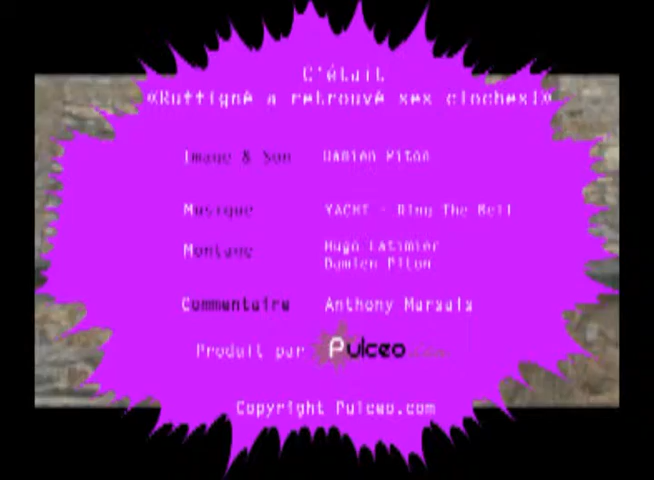 C'était
«Ruffigné a retrouvé ses cloches!»
Image & Son Damien Piton
Musique YACHT - Ring The Bell
Montage Hugo Latimier
Damien Piton
Commentaire Anthony Marsais
Produit par Pulceo
Copyright Pulceo.com